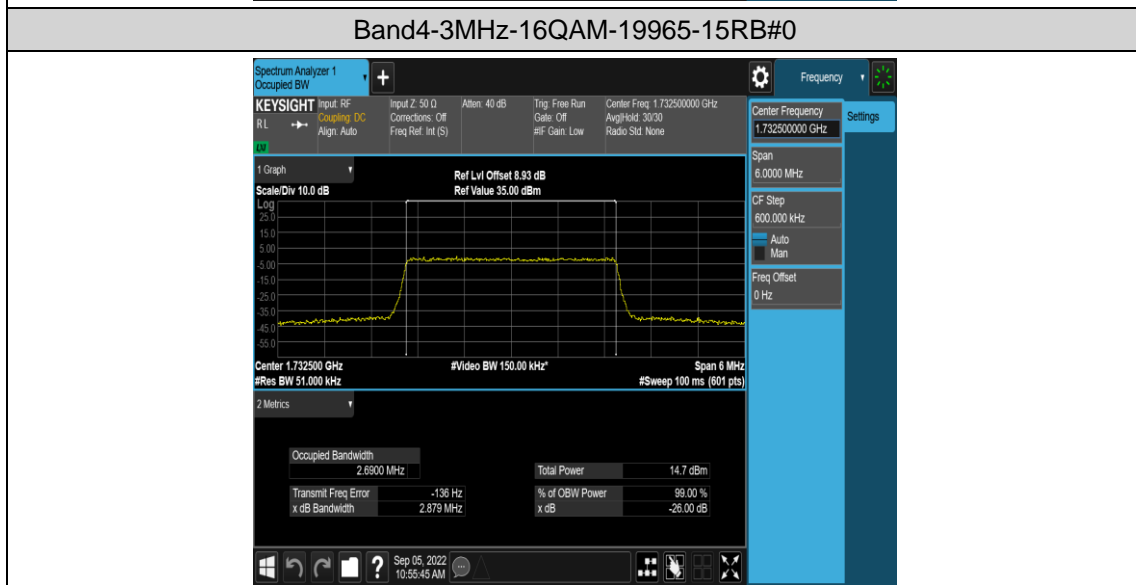 Band4-3MHz-16QAM-19965-15RB#0
Spectrum Analyzer 1
Occupied BW
Frequency
KEYSIGHT
RL
LXI
Input: RF
Coupling: DC
Align: Auto
Input Z: 50 Ω
Corrections: Off
Freq Ref: Int (S)
Atten: 40 dB
Trig: Free Run
Gate: Off
#IF Gain: Low
Center Freq: 1.732500000 GHz
Avg|Hold: 30/30
Radio Std: None
Center Frequency
1.732500000 GHz
Settings
Span
6.0000 MHz
CF Step
600.000 kHz
Auto
Man
Freq Offset
0 Hz
1 Graph
Scale/Div 10.0 dB
Ref Lvl Offset 8.93 dB
Ref Value 35.00 dBm
Log
25.0
15.0
5.00
-5.00
-15.0
-25.0
-35.0
-45.0
-55.0
Center 1.732500 GHz
#Video BW 150.00 kHz*
Span 6 MHz
#Res BW 51.000 kHz
#Sweep 100 ms (601 pts)
2 Metrics
Occupied Bandwidth
2.6900 MHz
Total Power 14.7 dBm
Transmit Freq Error -136 Hz
% of OBW Power 99.00 %
x dB Bandwidth 2.879 MHz
x dB -26.00 dB
?
Sep 05, 2022
10:55:45 AM